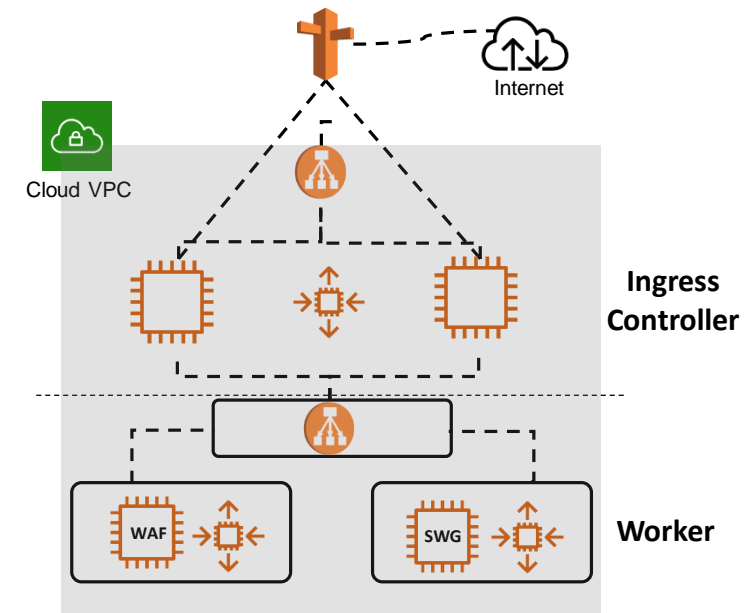 Internet
Cloud VPC
Ingress
Controller
WAF
SWG
Worker